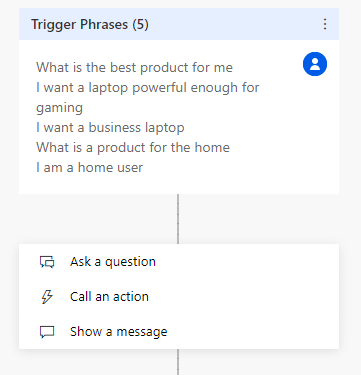 Trigger Phrases (5)
What is the best product for me
I want a laptop powerful enough for
gaming
I want a business laptop
What is a product for the home
I am a home user
Ask a question
Call an action
Show a message